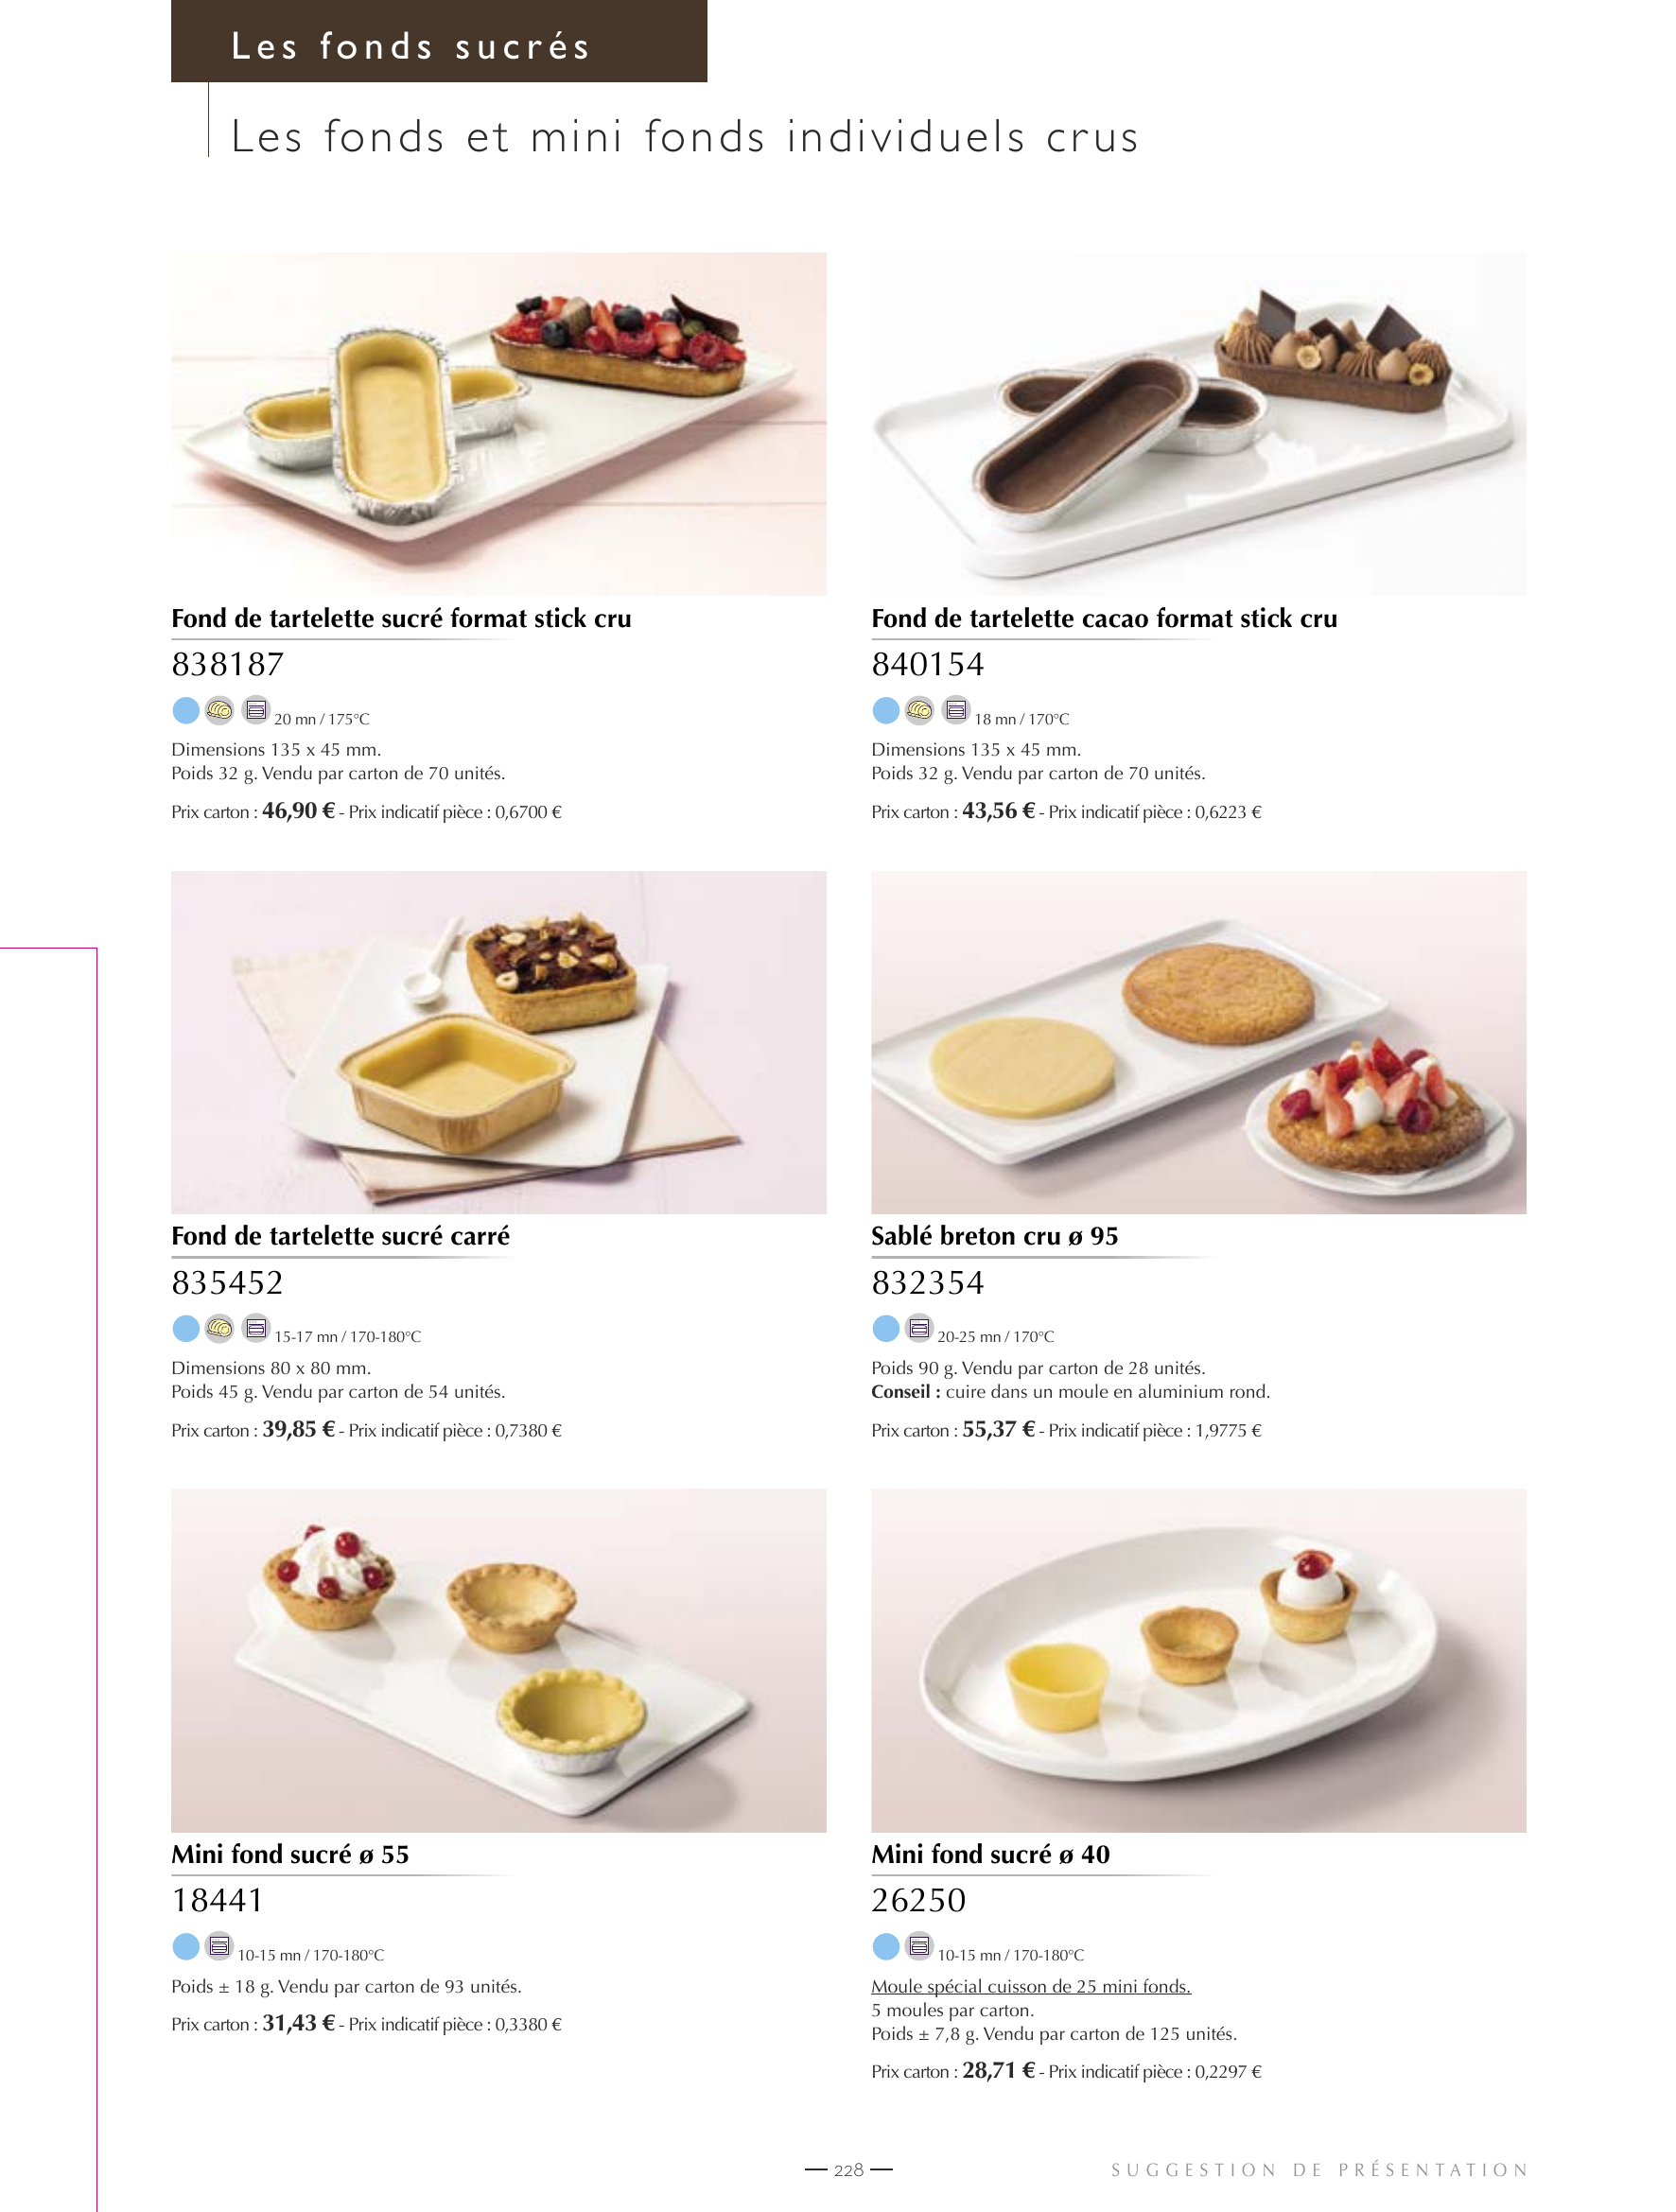 Les fonds sucrés
Les fonds et mini fonds individuels crus
Fond de tartelette sucré format stick cru
838187
20 mn / 175°C
Dimensions 135 x 45 mm.
Poids 32 g. Vendu par carton de 70 unités.
Prix carton : 46,90 € - Prix indicatif pièce : 0,6700 €
Fond de tartelette cacao format stick cru
840154
18 mn / 170°C
Dimensions 135 x 45 mm.
Poids 32 g. Vendu par carton de 70 unités.
Prix carton : 43,56 € - Prix indicatif pièce : 0,6223 €
Fond de tartelette sucré carré
835452
15-17 mn / 170-180°C
Dimensions 80 x 80 mm.
Poids 45 g. Vendu par carton de 54 unités.
Prix carton : 39,85 € - Prix indicatif pièce : 0,7380 €
Sablé breton cru ø 95
832354
20-25 mn / 170°C
Poids 90 g. Vendu par carton de 28 unités.
Conseil : cuire dans un moule en aluminium rond.
Prix carton : 55,37 € - Prix indicatif pièce : 1,9775 €
Mini fond sucré ø 55
18441
10-15 mn / 170-180°C
Poids ± 18 g. Vendu par carton de 93 unités.
Prix carton : 31,43 € - Prix indicatif pièce : 0,3380 €
Mini fond sucré ø 40
26250
10-15 mn / 170-180°C
Moule spécial cuisson de 25 mini fonds.
5 moules par carton.
Poids ± 7,8 g. Vendu par carton de 125 unités.
Prix carton : 28,71 € - Prix indicatif pièce : 0,2297 €
— 228 —
SUGGESTION DE PRÉSENTATION